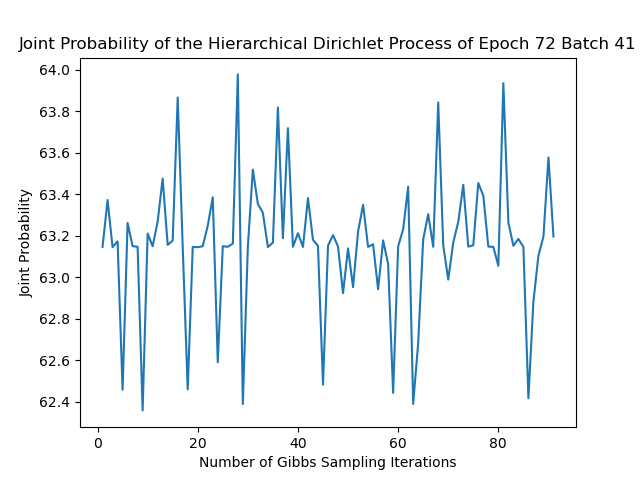 Joint Probability of the Hierarchical Dirichlet Process of Epoch 72 Batch 41
64.0
63.8
63.6
63.4
63.2
63.0
62.8
62.6
62.4
Joint Probability
0 20 40 60 80
Number of Gibbs Sampling Iterations